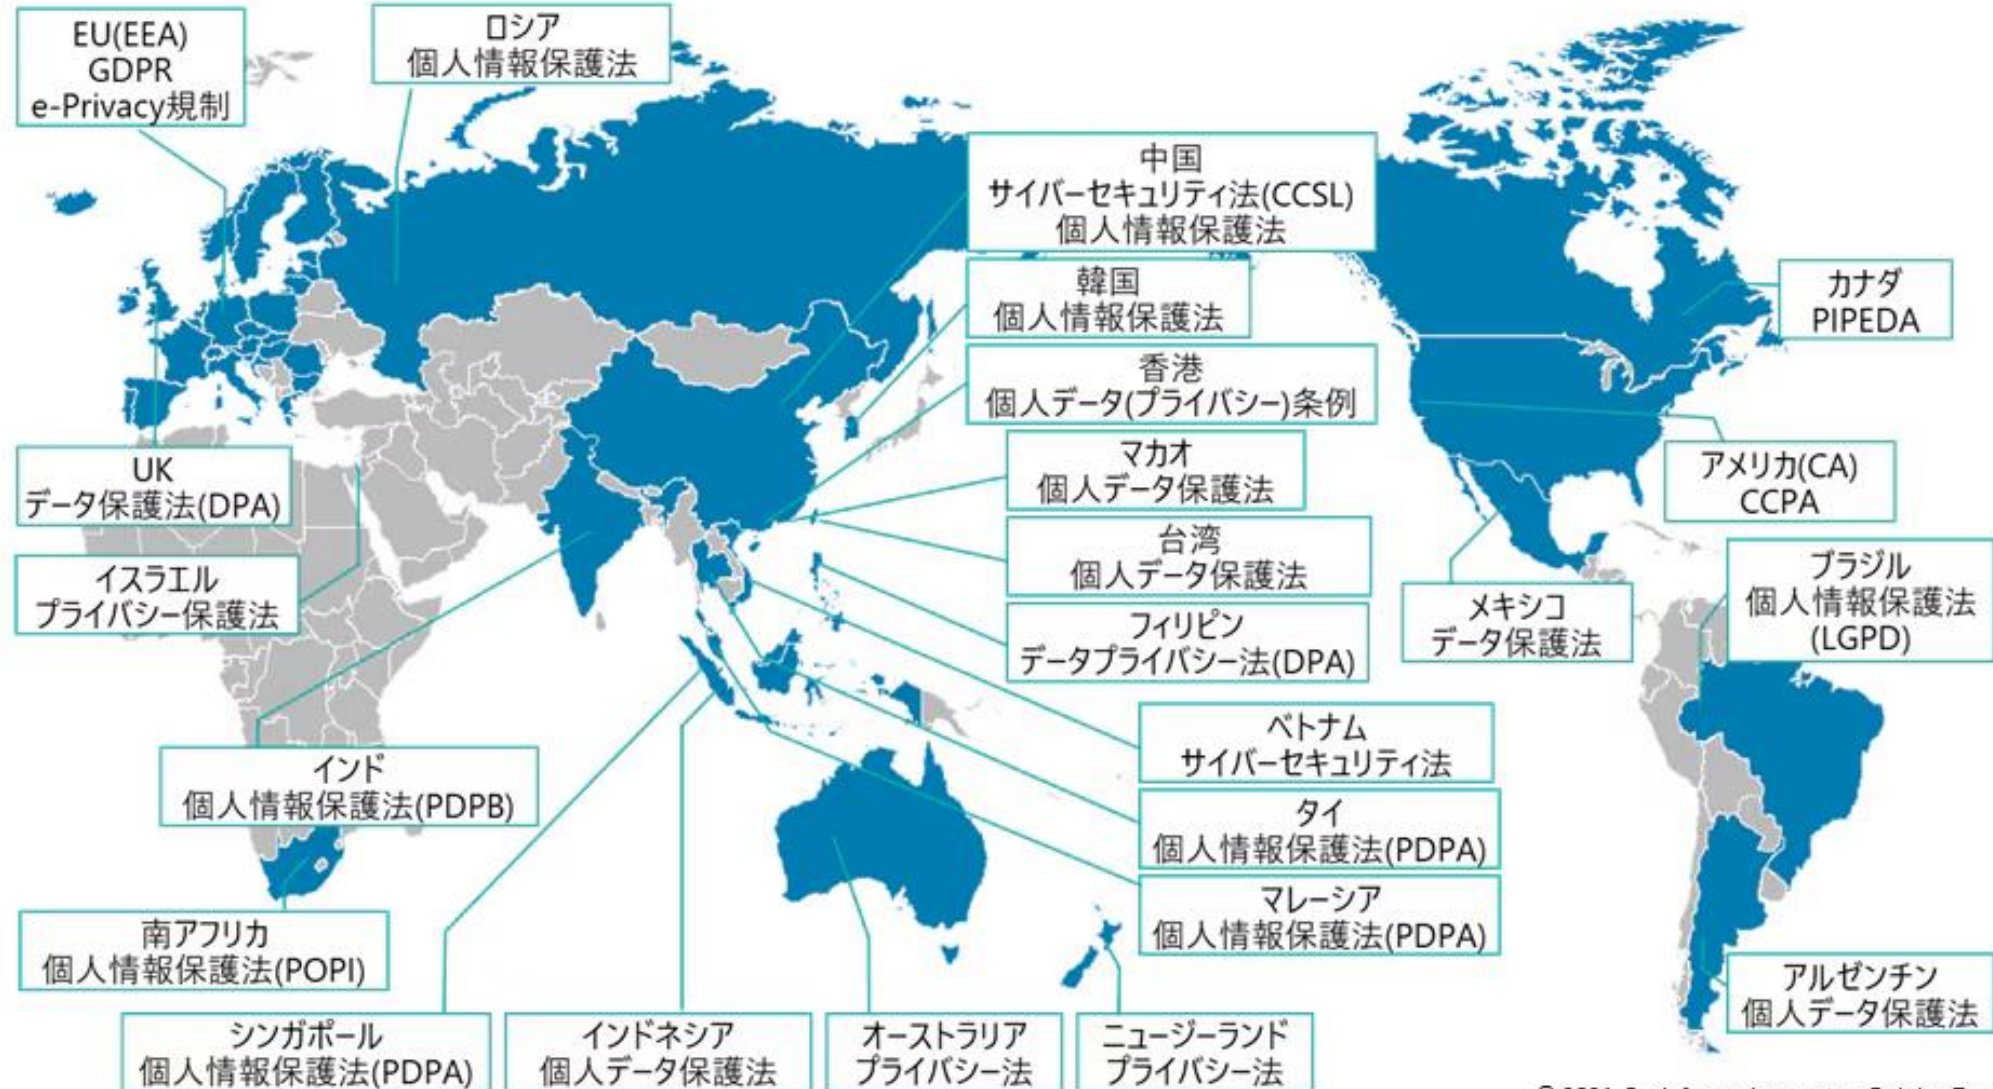 EU(EEA)
GDPR
e-Privacy規制
ロシア
個人情報保護法
中国
サイバーセキュリティ法(CCSL)
個人情報保護法
韓国
個人情報保護法
カナダ
PIPEDA
香港
個人データ(プライバシー)条例
マカオ
個人データ保護法
UK
データ保護法(DPA)
アメリカ(CA)
CCPA
台湾
個人データ保護法
イスラエル
プライバシー保護法
ブラジル
個人情報保護法
(LGPD)
メキシコ
データ保護法
フィリピン
データプライバシー法(DPA)
ベトナム
サイバーセキュリティ法
インド
個人情報保護法(PDPB)
タイ
個人情報保護法(PDPA)
マレーシア
個人情報保護法(PDPA)
南アフリカ
個人情報保護法(POPI)
アルゼンチン
個人データ保護法
シンガポール
個人情報保護法(PDPA)
インドネシア
個人データ保護法
オーストラリア
プライバシー法
ニュージーランド
プライバシー法